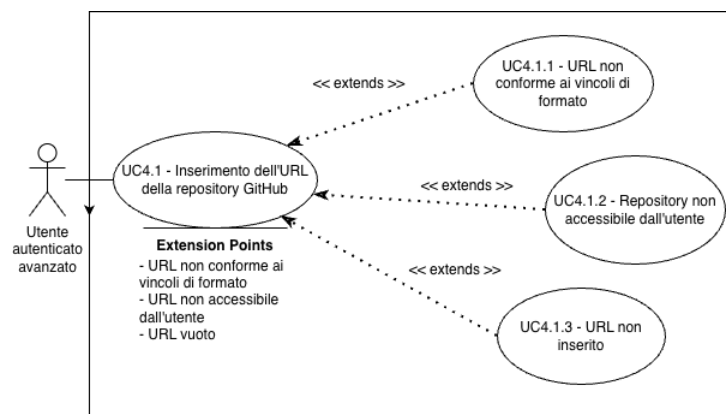 UC4.1.1 - URL non
conforme ai vincoli di
formato
<< extends >>
UC4.1 - Inserimento dell'URL
della repository GitHub
<< extends >>
UC4.1.2 - Repository non
accessibile dall'utente
Utente
autenticato
avanzato
Extension Points
- URL non conforme ai
vincoli di formato
- URL non accessibile
dall'utente
- URL vuoto
<< extends >>
UC4.1.3 - URL non
inserito